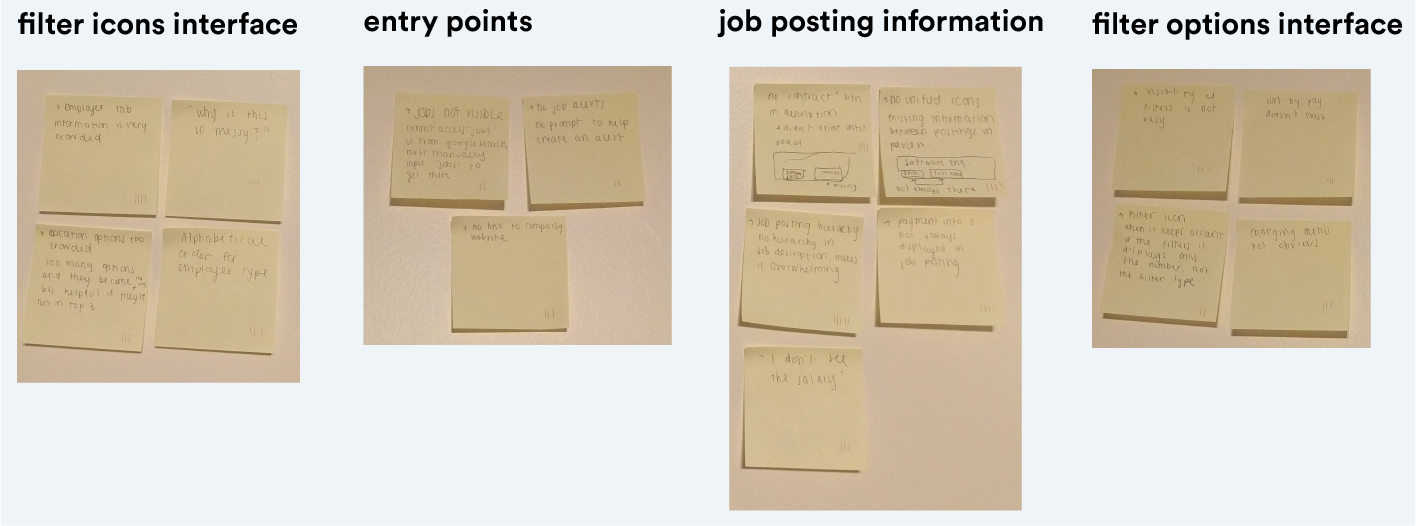 filter icons interface
→ Employer tab
information is very
crowded
||||
"Why is this
so messy?"
|||
→ Location options too
crowded
too many options
and they become
less helpful if they're
not in top 3
|||
Alphabetical
order for
employer type
|||
entry points
→ Jobs not visible
cannot access "jobs"
from google search
must manually
input "jobs" to
get there
||
→ no job alerts
no prompt to help
create an alert
||
→ no link to company
website
|||
job posting information
no "contract" btn
in description
→ didn't know until
read
||||
→ no unified icons
missing information
between postings in
preview
Software Eng.
not always there
||||
→ Job posting hierarchy
no hierarchy in
job description, makes
it overwhelming
→ payment info is
not always
displayed in
job posting
||||
"I don't see
the salary"
|||
filter options interface
→ visibility of
filters is not
easy
|||
sort by pay
doesn't exist
||
→ Filter icon
when it keeps account
of the filters it
displays only
the number, not
the filter type
||
changing menu
not obvious
|||